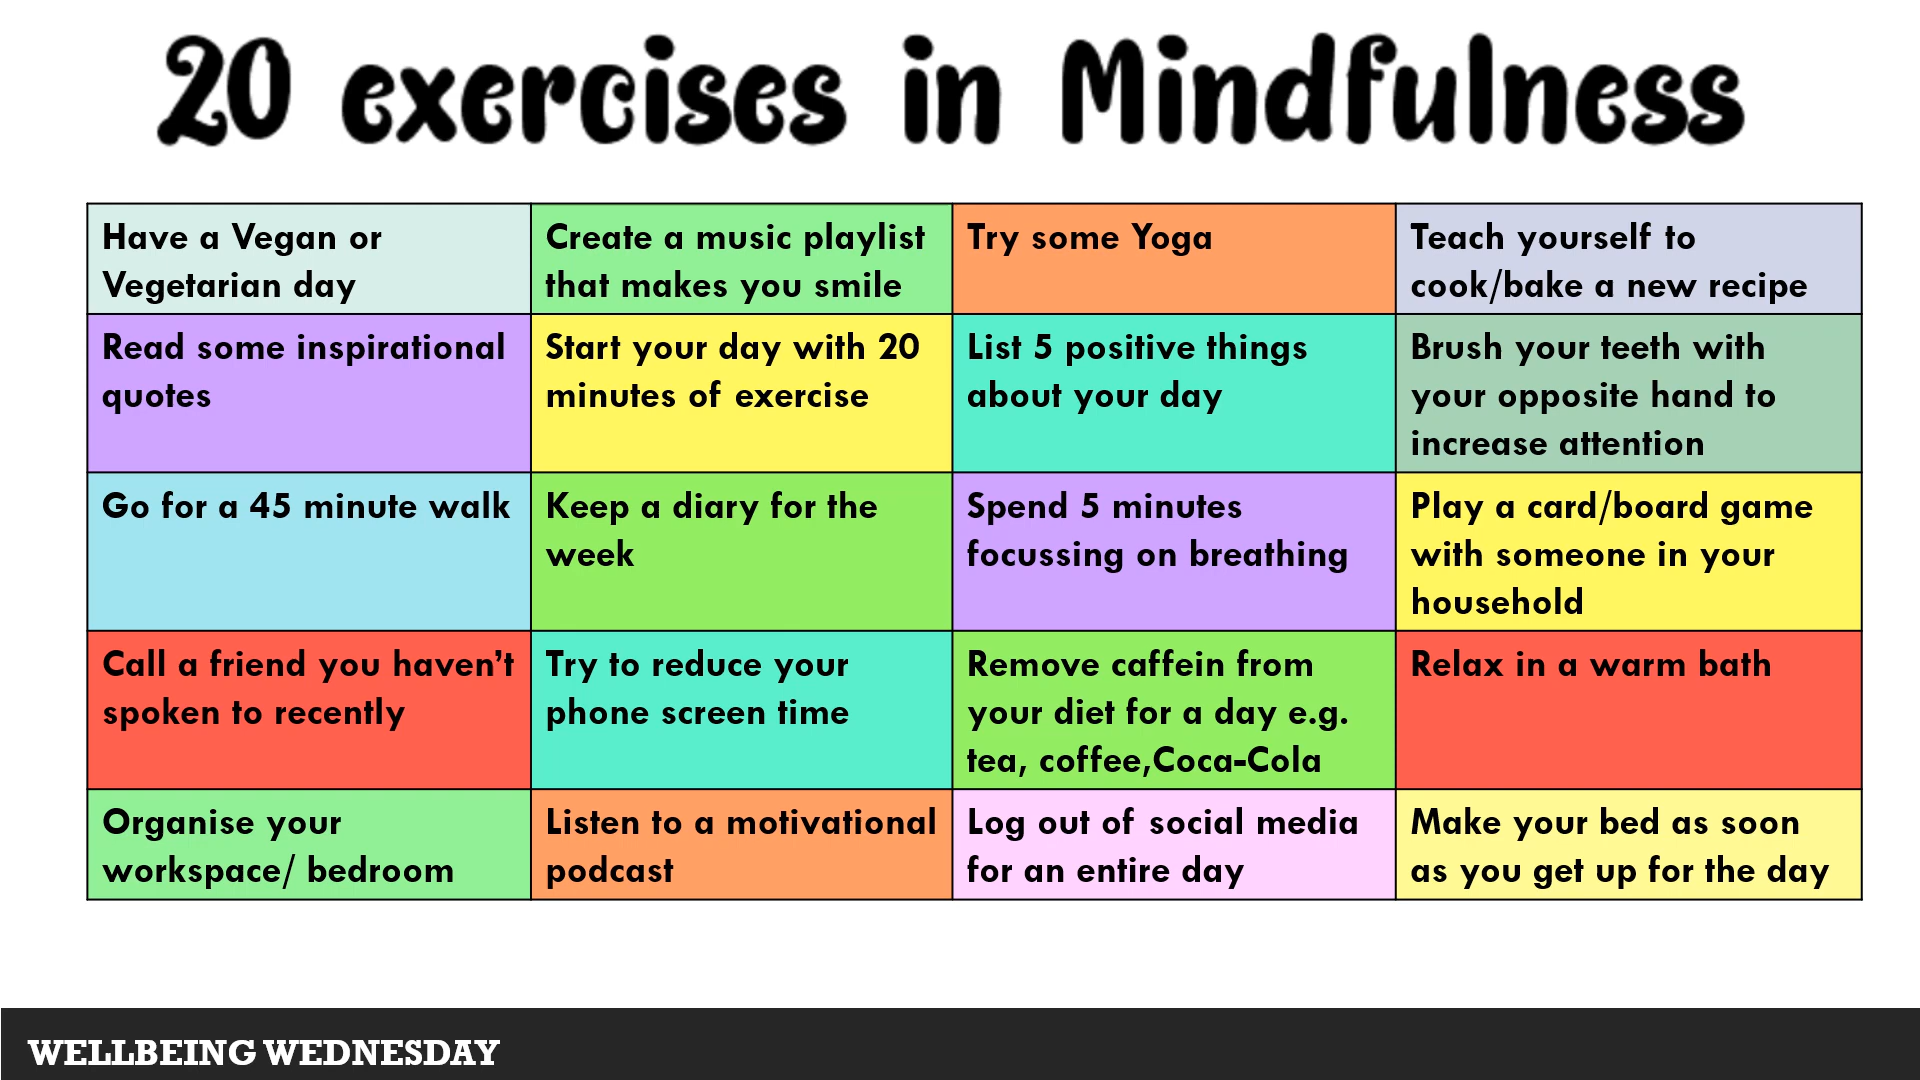 20 exercises in Mindfulness
Have a Vegan or
Vegetarian day
Create a music playlist
that makes you smile
Try some Yoga
Teach yourself to
cook/bake a new recipe
Read some inspirational
quotes
Start your day with 20
minutes of exercise
List 5 positive things
about your day
Brush your teeth with
your opposite hand to
increase attention
Go for a 45 minute walk
Keep a diary for the
week
Spend 5 minutes
focussing on breathing
Play a card/board game
with someone in your
household
Call a friend you haven’t
spoken to recently
Try to reduce your
phone screen time
Remove caffein from
your diet for a day e.g.
tea, coffee,Coca-Cola
Relax in a warm bath
Organise your
workspace/ bedroom
Listen to a motivational
podcast
Log out of social media
for an entire day
Make your bed as soon
as you get up for the day
WELLBEING WEDNESDAY